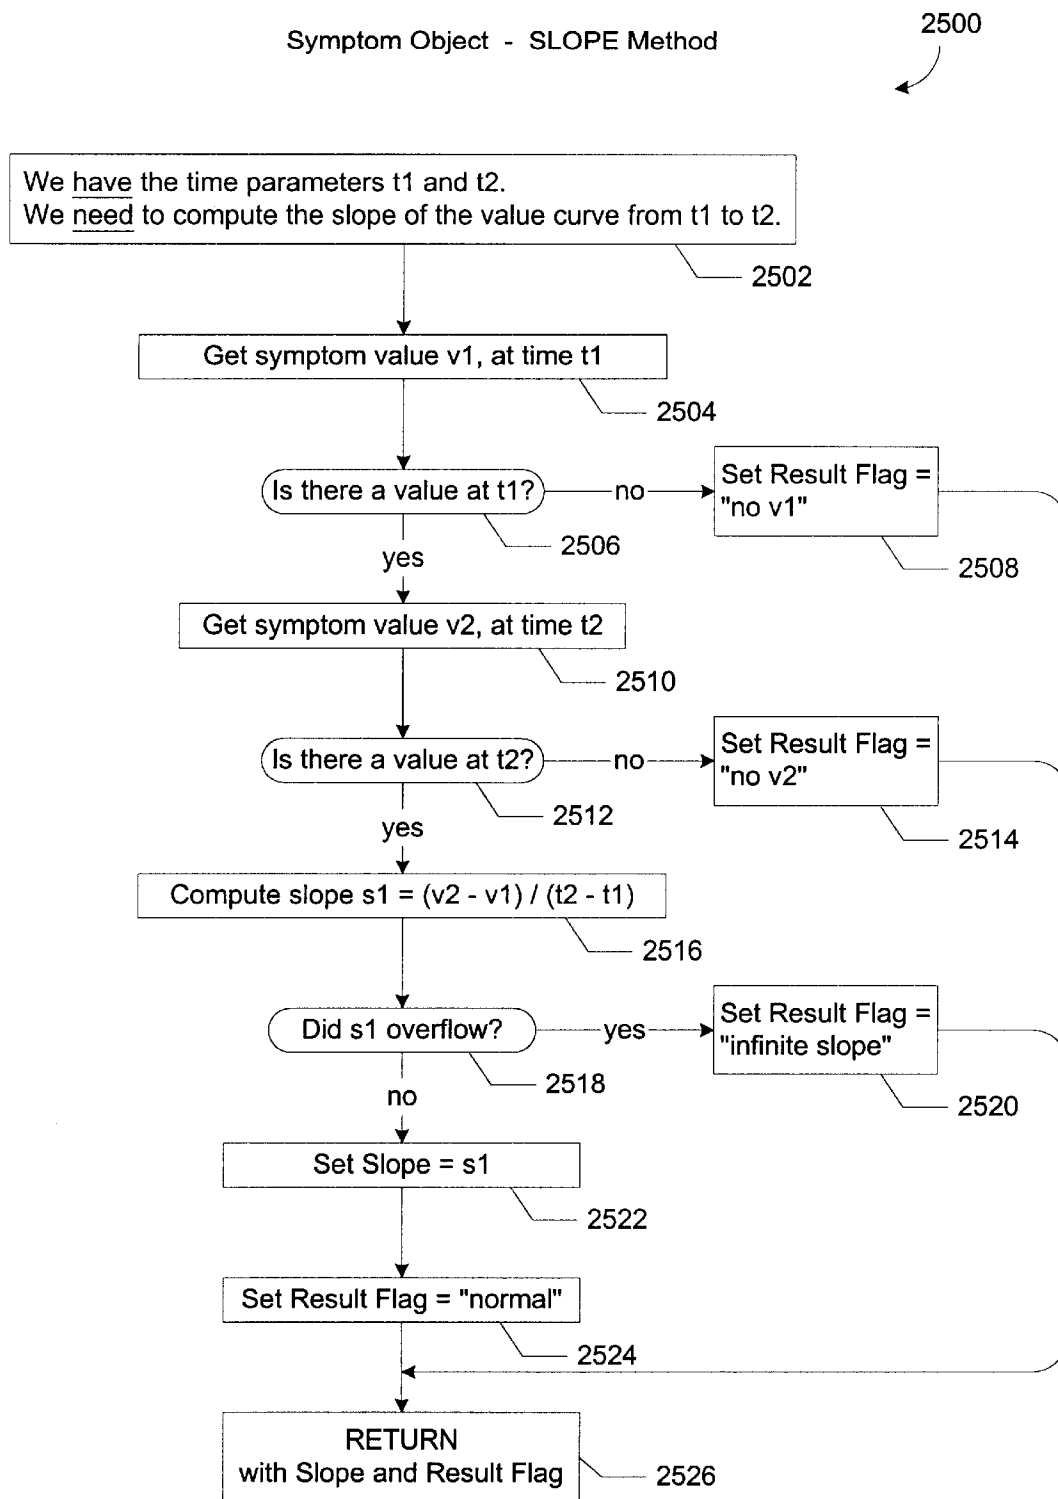 2500
Symptom Object - SLOPE Method
We have the time parameters t1 and t2.
We need to compute the slope of the value curve from t1 to t2.
2502
Get symptom value v1, at time t1
2504
Is there a value at t1?
no
Set Result Flag =
"no v1"
2506
2508
yes
Get symptom value v2, at time t2
2510
Is there a value at t2?
no
Set Result Flag =
"no v2"
2512
2514
yes
Compute slope s1 = (v2 - v1) / (t2 - t1)
2516
Did s1 overflow?
yes
Set Result Flag =
"infinite slope"
2518
2520
no
Set Slope = s1
2522
Set Result Flag = "normal"
2524
RETURN
with Slope and Result Flag
2526